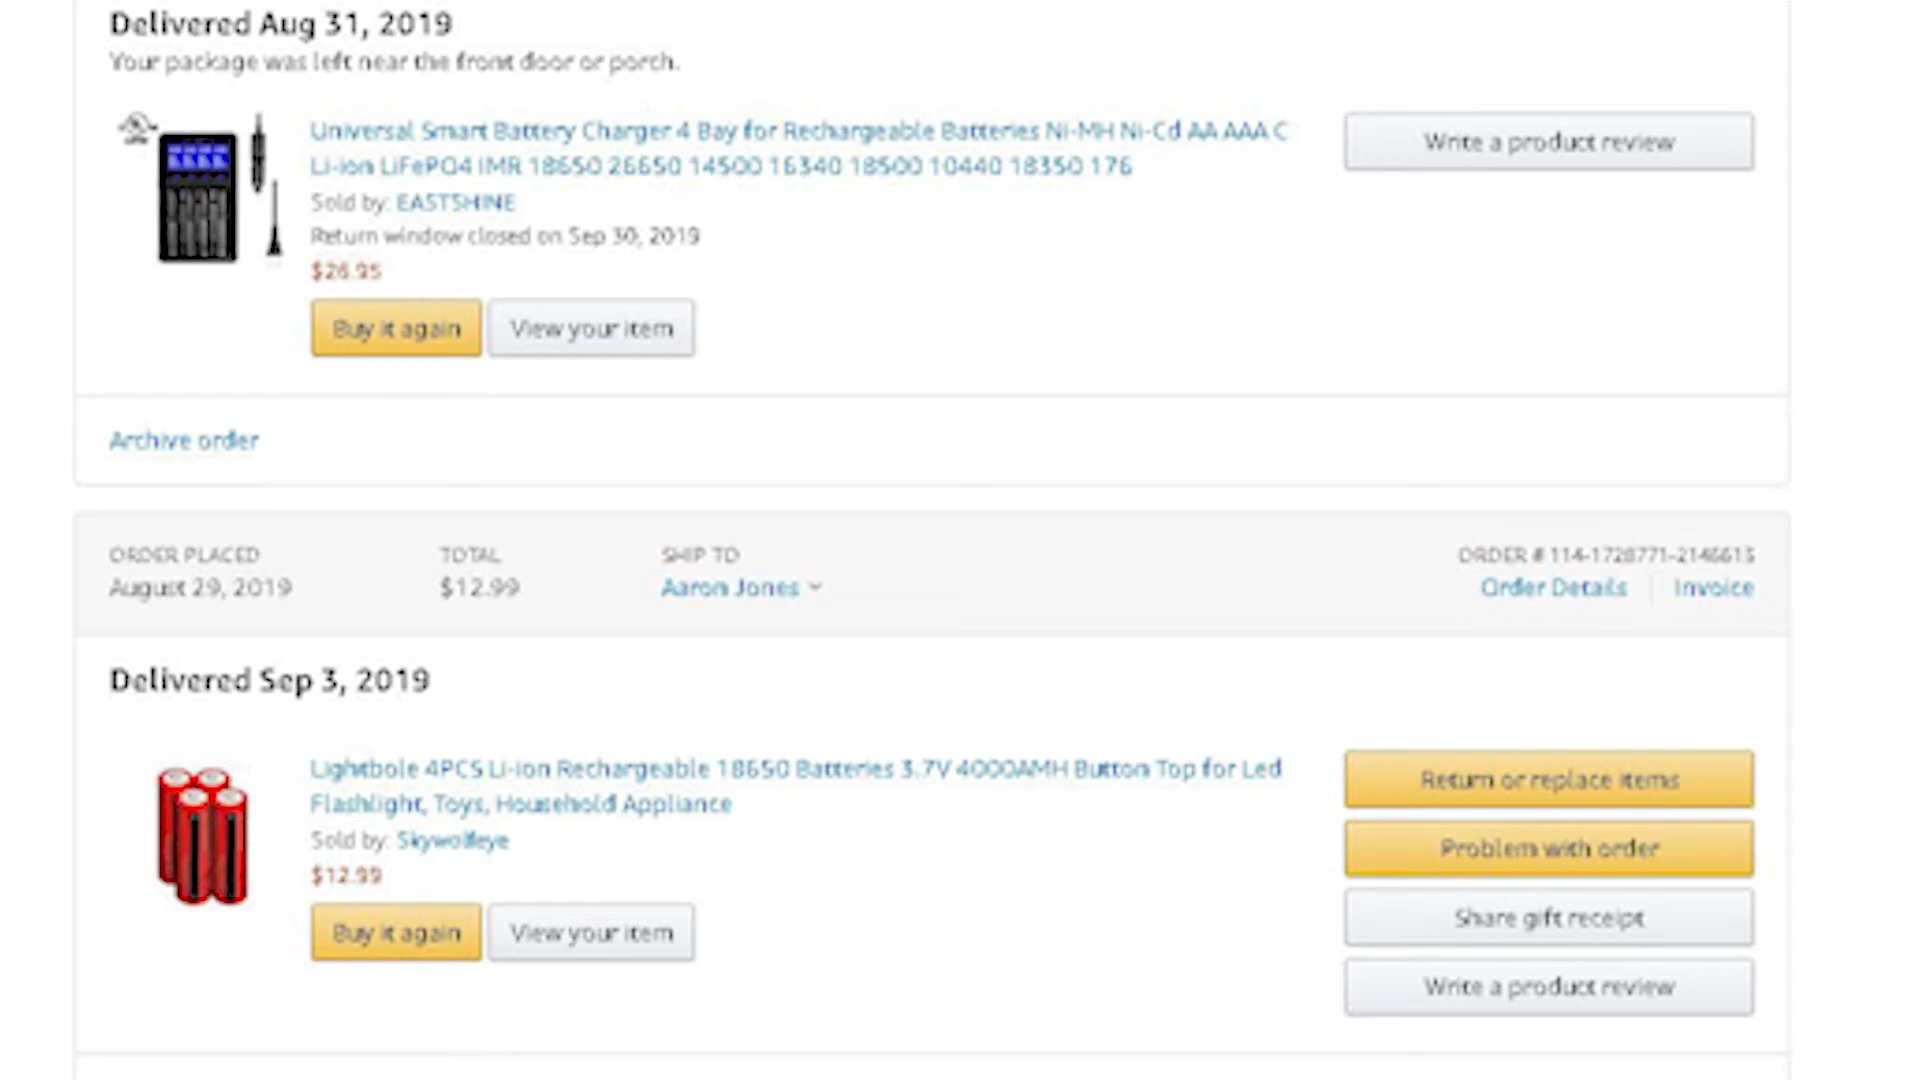 Delivered Aug 31, 2019
Your package was left near the front door or porch.
Universal Smart Battery Charger 4 Bay for Rechargeable Batteries Ni-MH Ni-Cd AA AAA C
Li-ion LiFePO4 IMR 18650 26650 14500 16340 18500 10440 18350 176
Write a product review
Sold by: EASTSHINE
Return window closed on Sep 30, 2019
$26.95
Buy it again
View your item
Archive order
ORDER PLACED
August 29, 2019
TOTAL
$12.99
SHIP TO
Aaron Jones
ORDER #
Order Details
Invoice
Delivered Sep 3, 2019
Lightbole 4PCS Li-ion Rechargeable 18650 Batteries 3.7V 4000AMH Button Top for Led
Flashlight, Toys, Household Appliance
Sold by: Skywolfeye
$12.99
Buy it again
View your item
Return or replace items
Problem with order
Share gift receipt
Write a product review